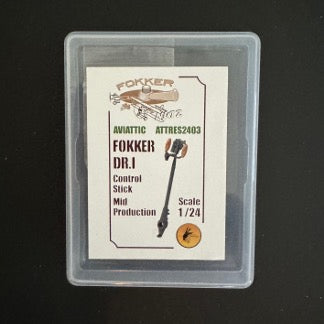 FOKKER
AVIATTIC ATTRES2403
FOKKER
DR.I
Control
Stick
Mid Scale
Production 1/24